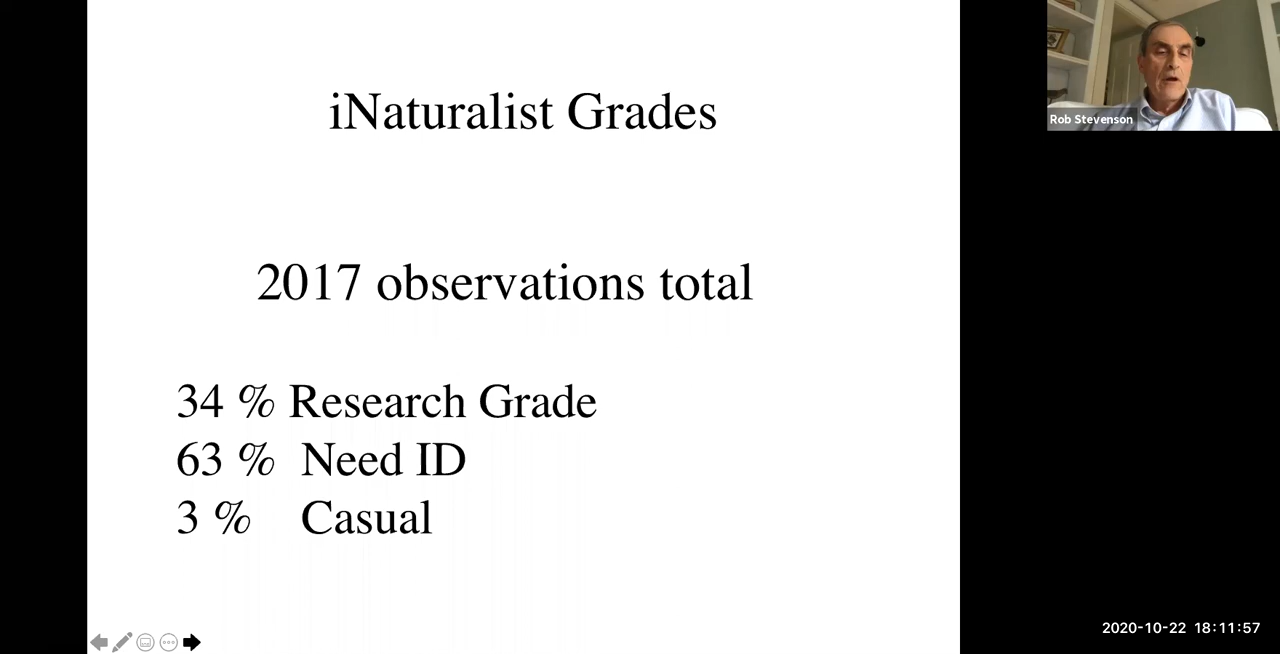 iNaturalist Grades
2017 observations total
34 % Research Grade
63 % Need ID
3 % Casual
Rob Stevenson
2020-10-22 18:11:57